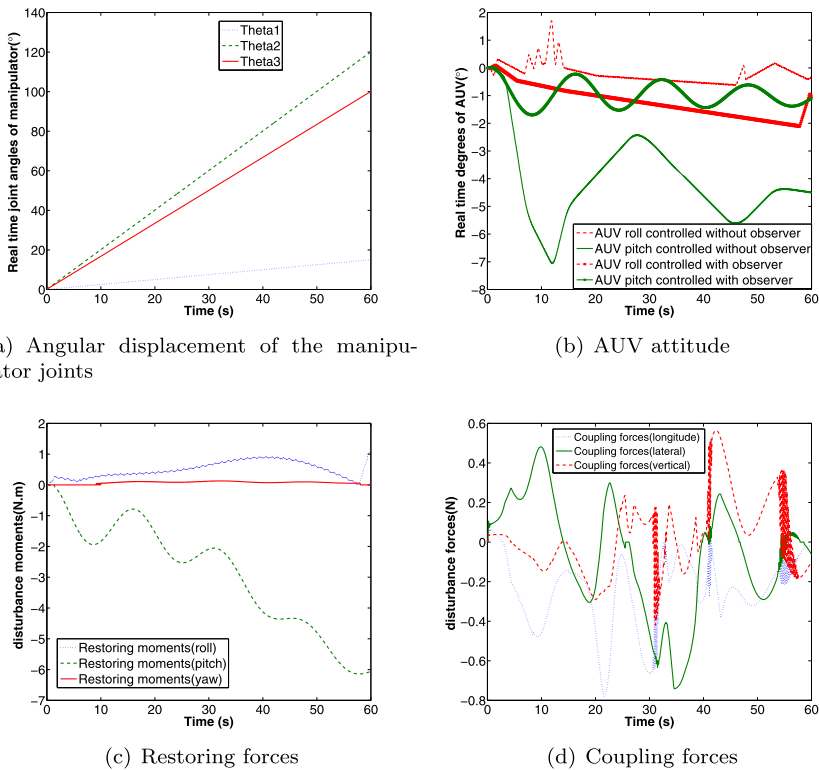 140
120
100
80
60
40
20
0
Real time joint angles of manipulator(°)
Theta1
Theta2
Theta3
0 10 20 30 40 50 60
Time (s)
a) Angular displacement of the manipu-
ator joints
2
1
0
−1
−2
−3
−4
−5
−6
−7
−8
Real time degrees of AUV(°)
AUV roll controlled without observer
AUV pitch controlled without observer
AUV roll controlled with observer
AUV pitch controlled with observer
0 10 20 30 40 50 60
Time (s)
(b) AUV attitude
2
1
0
−1
−2
−3
−4
−5
−6
−7
disturbance moments(N.m)
Restoring moments(roll)
Restoring moments(pitch)
Restoring moments(yaw)
0 10 20 30 40 50 60
Time (s)
(c) Restoring forces
0.6
0.4
0.2
0
−0.2
−0.4
−0.6
−0.8
disturbance forces(N)
Coupling forces(longitude)
Coupling forces(lateral)
Coupling forces(vertical)
0 10 20 30 40 50 60
Time (s)
(d) Coupling forces